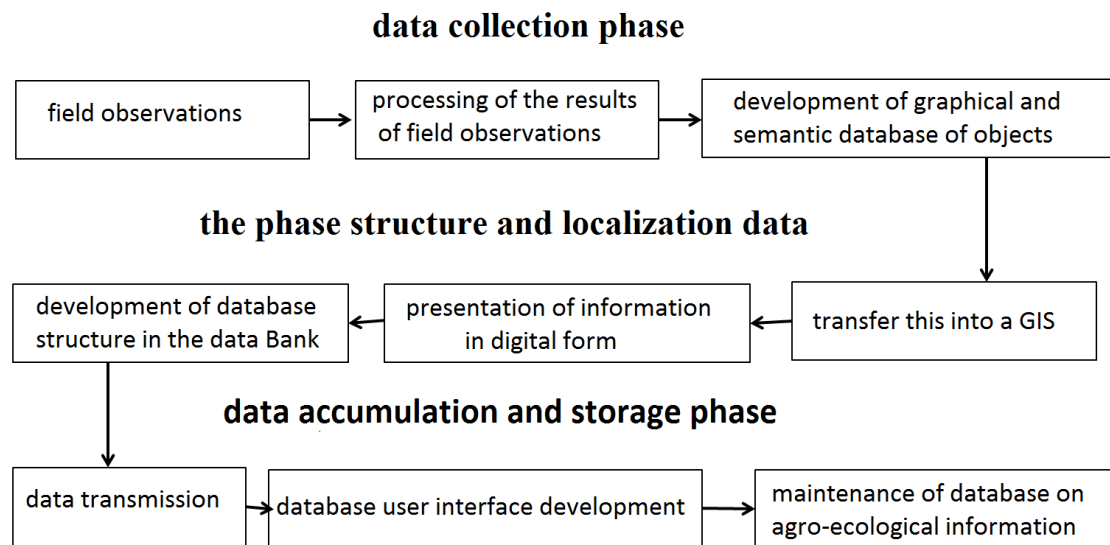 data collection phase
field observations
processing of the results
of field observations
development of graphical and
semantic database of objects
the phase structure and localization data
development of database
structure in the data Bank
presentation of information
in digital form
transfer this into a GIS
data accumulation and storage phase
data transmission
database user interface development
maintenance of database on
agro-ecological information